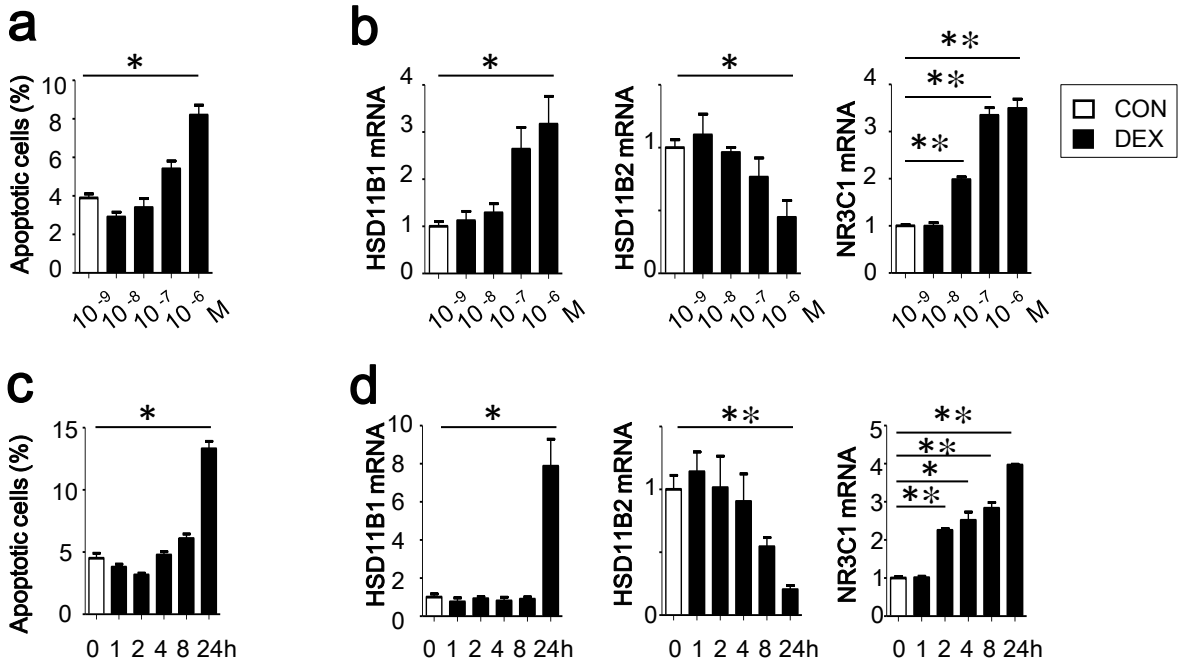 a
Apoptotic cells (%)
10
8
6
4
2
0
*
10-9 10-8 10-7 10-6 M
b
HSD11B1 mRNA
4
3
2
1
0
*
10-9 10-8 10-7 10-6 M
HSD11B2 mRNA
1
0
*
10-9 10-8 10-7 10-6 M
NR3C1 mRNA
4
3
2
1
0
**
**
**
10-9 10-8 10-7 10-6 M
CON
DEX
c
Apoptotic cells (%)
15
10
5
0
*
0 1 2 4 8 24h
d
HSD11B1 mRNA
10
8
6
4
2
0
*
0 1 2 4 8 24h
HSD11B2 mRNA
1
0
**
0 1 2 4 8 24h
NR3C1 mRNA
5
4
3
2
1
0
**
**
*
**
0 1 2 4 8 24h